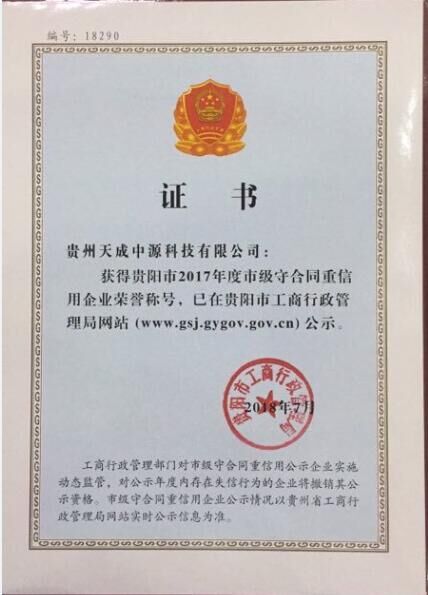 编号:18290
证书
贵州天成中源科技有限公司:
获得贵阳市2017年度市级守合同重信
用企业荣誉称号,已在贵阳市工商行政管
理局网站 (www.gsj.gygov.gov.cn) 公示。
贵阳市工商行政管理局
2018年7月
工商行政管理部门对市级守合同重信用公示企业实施
动态监管,对公示年度内存在失信行为的企业将撤销其公
示资格。市级守合同重信用企业公示情况以贵州省工商行
政管理局网站实时公示信息为准。